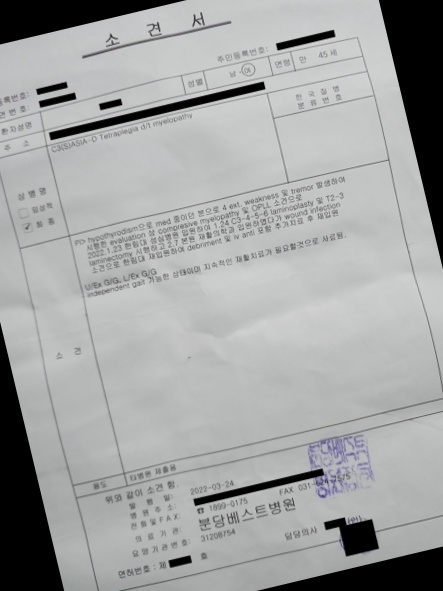 소 견 서
등록번호:
연 번 호:
주민등록번호:
환자성명
성별
남 · 여
연령
만 45 세
주 소
한 국 질 병
분 류 번 호
C3(S)ASIA-D Tetraplegia d/t myelopathy
상 병 명
임상적
✓ 최 종
P/I> hypothyrodism으로 med 중이던 분으로 4 ext. weakness & tremor 발생하여
시행한 evaluation 상 compresive myelopathy 및 OPLL 소견으로
2022.1.23 한림대 성심병원 입원하여 1.24 C3-4-5-6 laminoplasty 및 T2-3
laminectomy 시행하고 2.7 본원 재활의학과 입원하였다가 wound infection
소견으로 한림대 재입원하여 debriment 및 iv anti 포함 추가치료 후 재입원
U/Ex G/G, L/Ex G/G
independent gait 가능한 상태이며 지속적인 재활치료가 필요할것으로 사료됨.
소 견
용도
타병원 제출용
위와 같이 소견 함.
발 행 일:
2022-03-24
병 원 주 소:
전 화 및 F A X:
☎ 1899-0175
FAX 031-
의 료 기 관:
분당베스트병원
요양기관번호:
31208754
담당의사
(인)
면허번호: 제
호